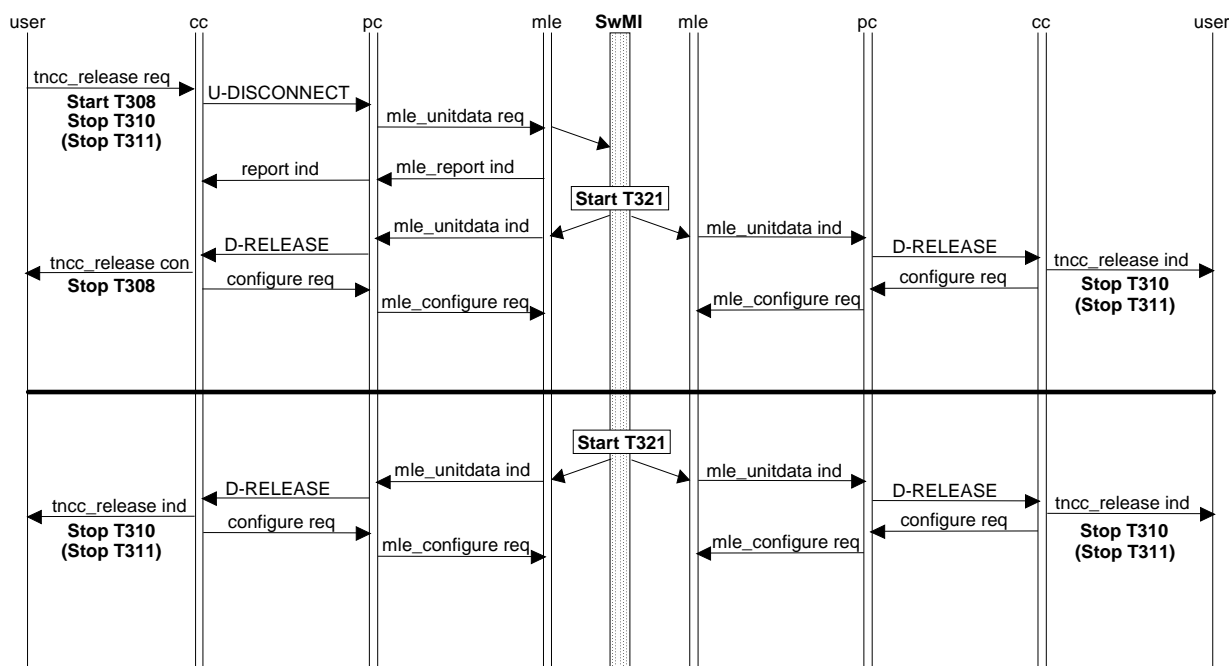 user cc pc mle SwMI mle pc cc user
tncc_release req
Start T308
Stop T310
(Stop T311)
U-DISCONNECT
mle_unitdata req
report ind
mle_report ind
Start T321
mle_unitdata ind
mle_unitdata ind
D-RELEASE
D-RELEASE
tncc_release con
Stop T308
configure req
mle_configure req
configure req
mle_configure req
tncc_release ind
Stop T310
(Stop T311)
Start T321
mle_unitdata ind
mle_unitdata ind
D-RELEASE
D-RELEASE
tncc_release ind
Stop T310
(Stop T311)
configure req
mle_configure req
configure req
mle_configure req
tncc_release ind
Stop T310
(Stop T311)